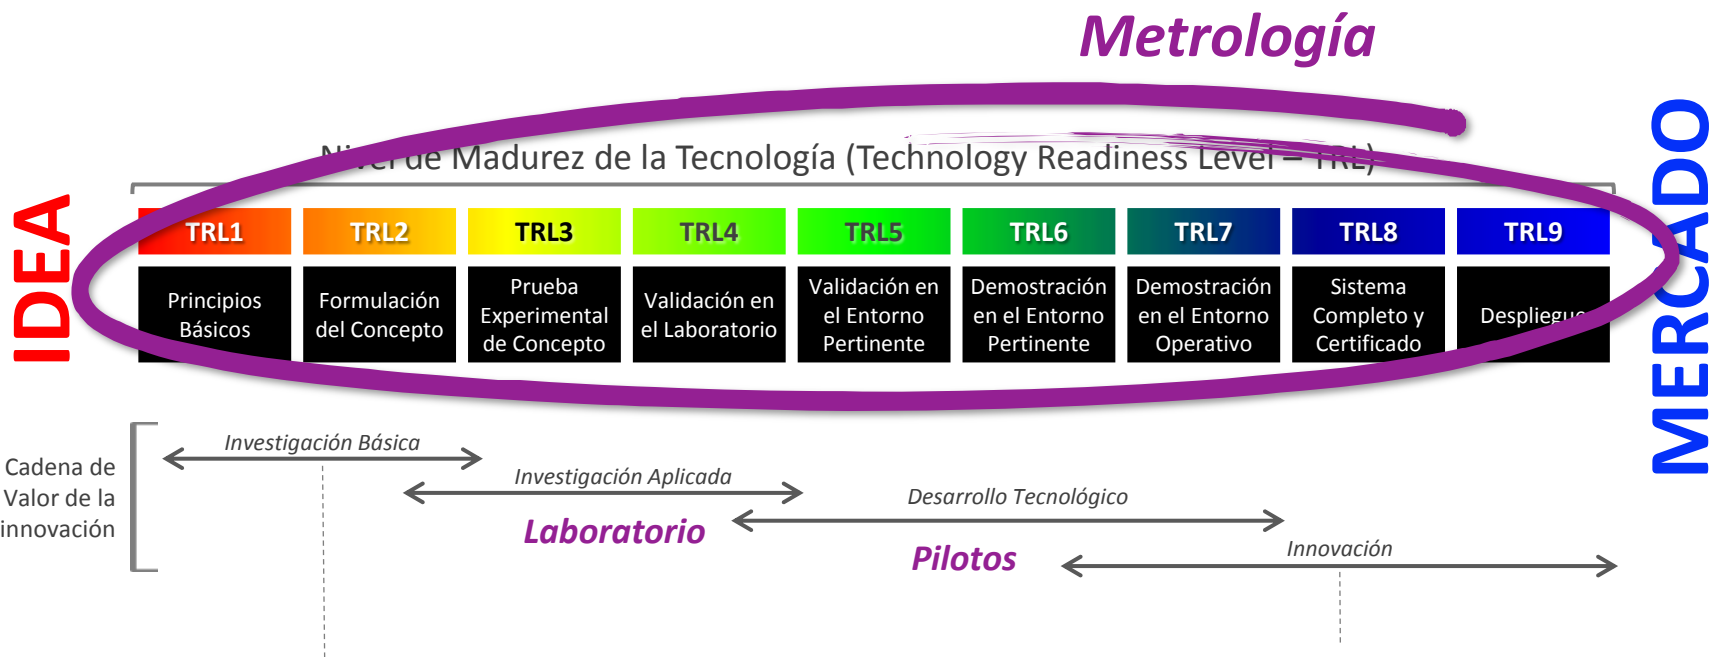 Metrología
Nivel de Madurez de la Tecnología (Technology Readiness Level – TRL)
IDEA
MERCADO
TRL1
TRL2
TRL3
TRL4
TRL5
TRL6
TRL7
TRL8
TRL9
Principios
Básicos
Formulación
del Concepto
Prueba
Experimental
de Concepto
Validación en
el Laboratorio
Validación en
el Entorno
Pertinente
Demostración
en el Entorno
Pertinente
Demostración
en el Entorno
Operativo
Sistema
Completo y
Certificado
Despliegue
Cadena de
Valor de la
innovación
Investigación Básica
Investigación Aplicada
Laboratorio
Desarrollo Tecnológico
Pilotos
Innovación